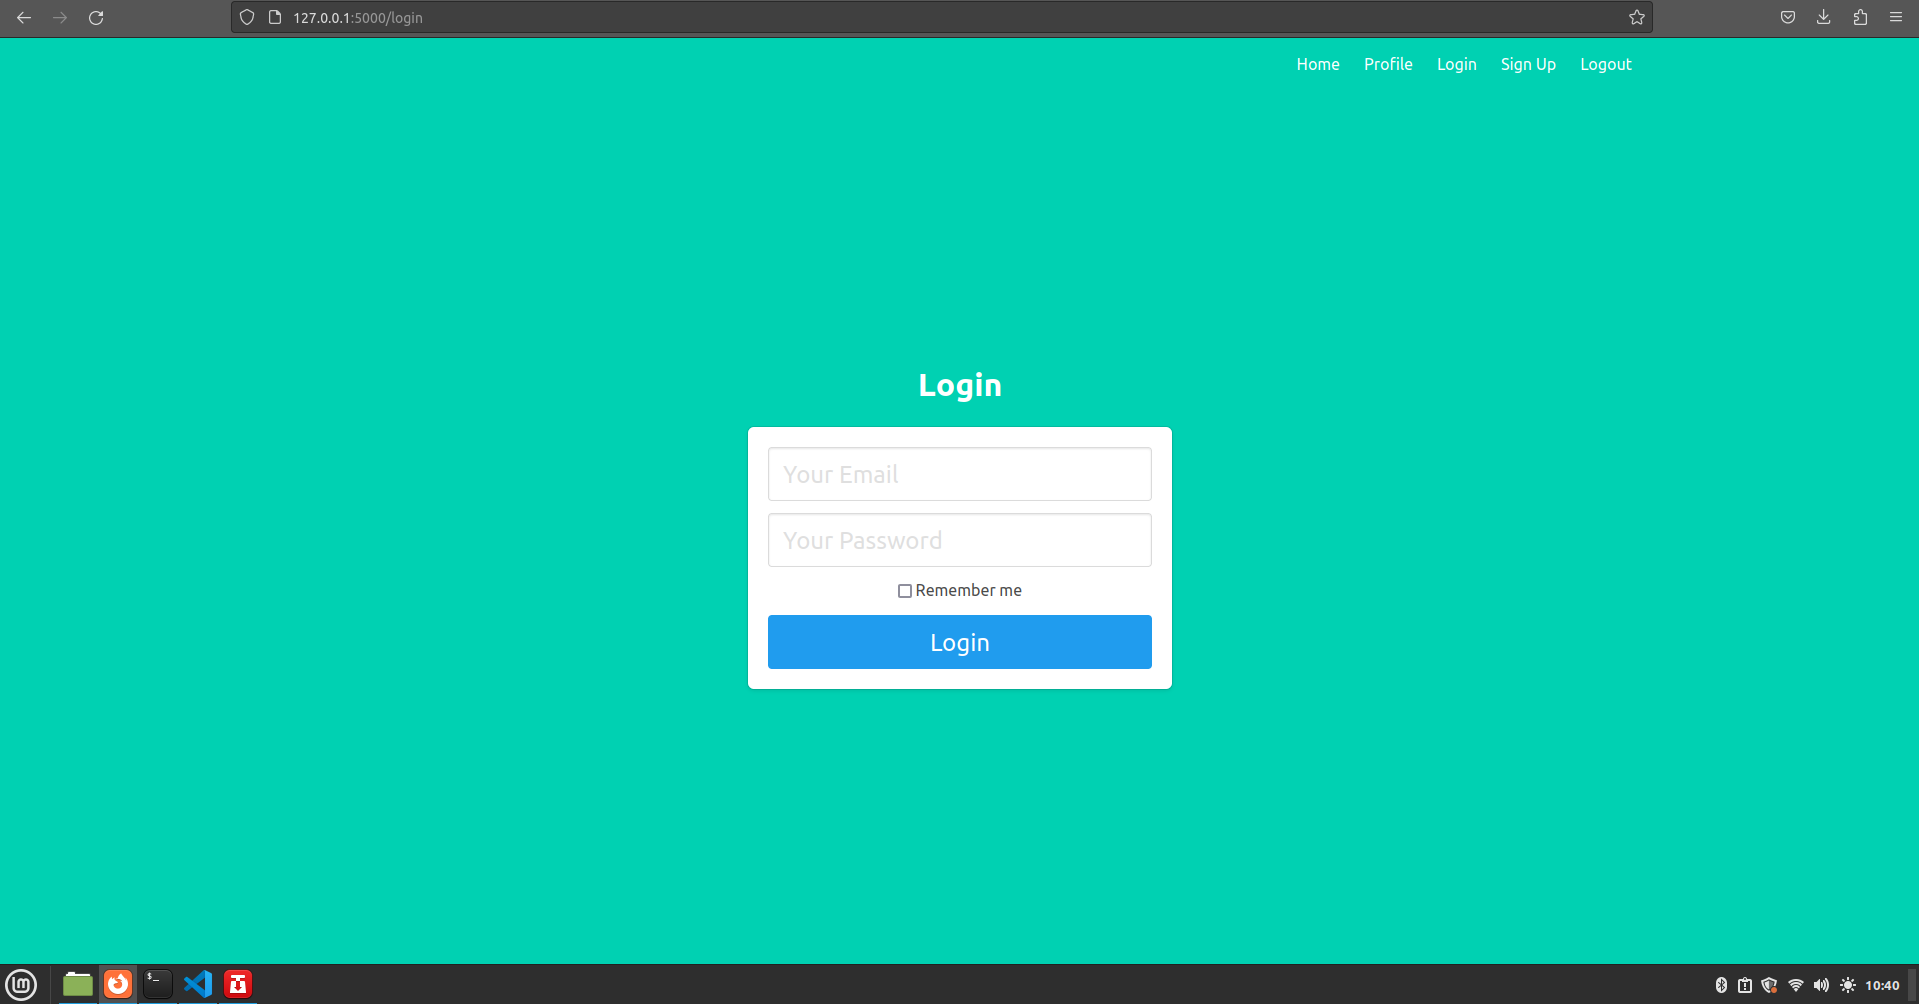 127.0.0.1:5000/login
Home Profile Login Sign Up Logout
Login
Your Email
Your Password
Remember me
Login
$_
10:40